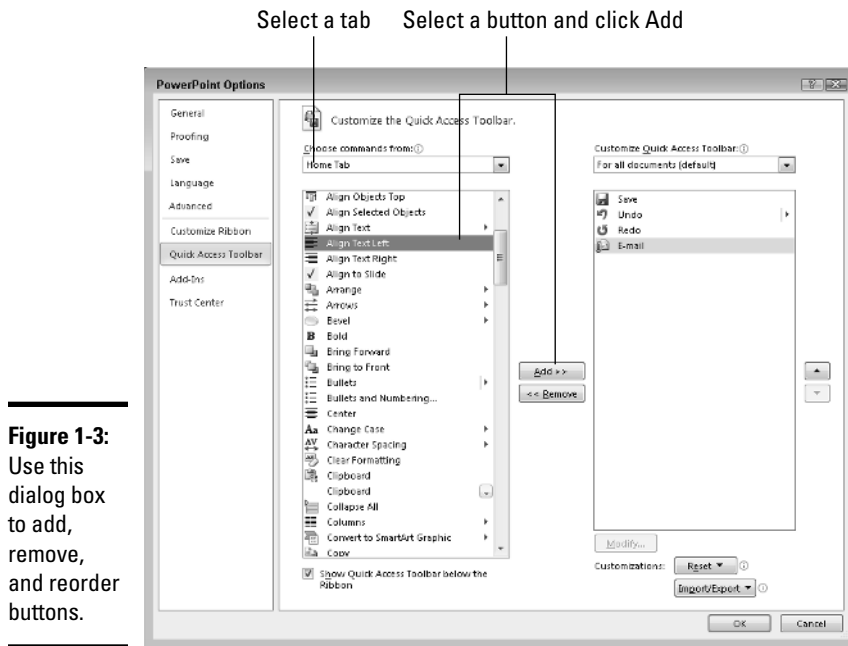 Select a tab
Select a button and click Add
PowerPoint Options
General
Proofing
Save
Language
Advanced
Customize Ribbon
Quick Access Toolbar
Add-Ins
Trust Center
Customize the Quick Access Toolbar.
Choose commands from:
Home Tab
Align Objects Top
Align Selected Objects
Align Text
Align Text Left
Align Text Right
Align to Slide
Arrange
Arrows
Bevel
Bold
Bring Forward
Bring to Front
Bullets
Bullets and Numbering...
Center
Change Case
Character Spacing
Clear Formatting
Clipboard
Clipboard
Collapse All
Columns
Convert to SmartArt Graphic
Copy
Show Quick Access Toolbar below the
Ribbon
Add >>
<< Remove
Customize Quick Access Toolbar:
For all documents (default)
Save
Undo
Redo
E-mail
Modify...
Customizations:
Reset
Import/Export
OK
Cancel
Figure 1-3:
Use this
dialog box
to add,
remove,
and reorder
buttons.